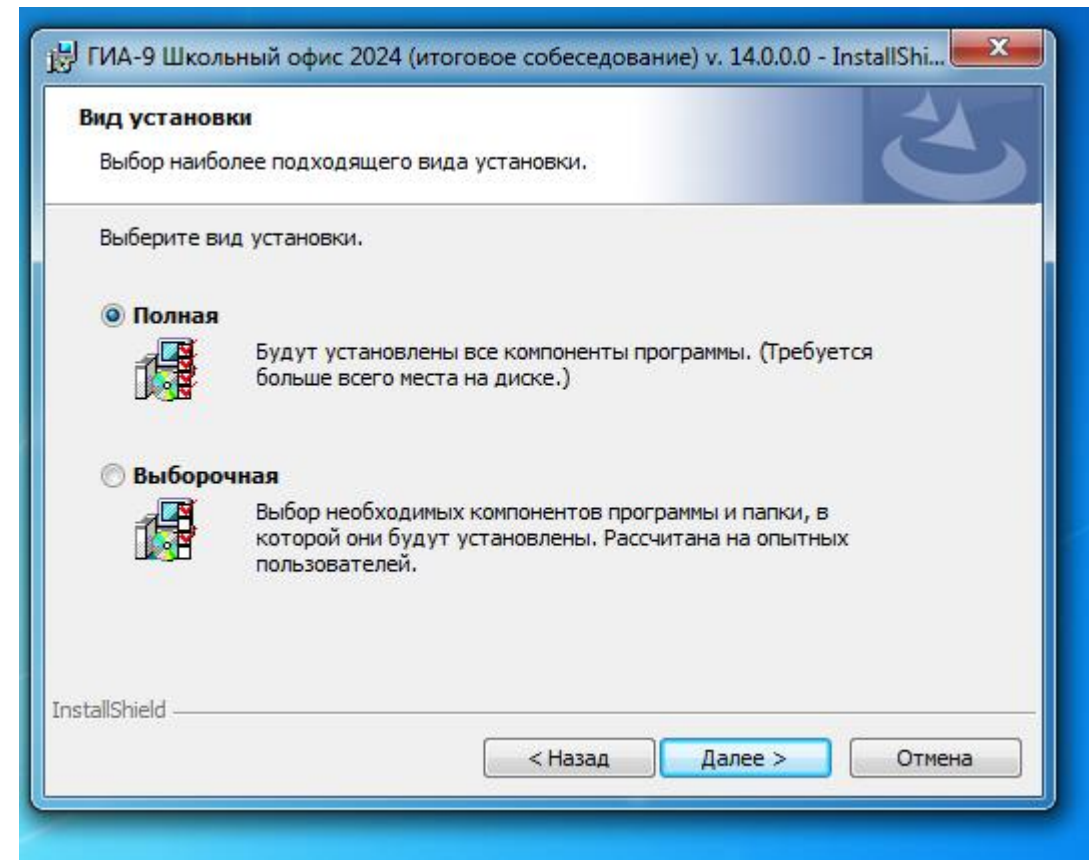 ГИА-9 Школьный офис 2024 (итоговое собеседование) v. 14.0.0.0 - InstallShi...
Вид установки
Выбор наиболее подходящего вида установки.
Выберите вид установки.
Полная
Будут установлены все компоненты программы. (Требуется
больше всего места на диске.)
Выборочная
Выбор необходимых компонентов программы и папки, в
которой они будут установлены. Рассчитана на опытных
пользователей.
InstallShield
< Назад
Далее >
Отмена